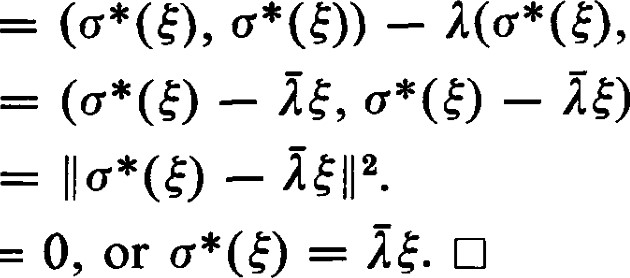 = (σ*(ξ), σ*(ξ)) − λ(σ*(ξ),
= (σ*(ξ) − λ̄ξ, σ*(ξ) − λ̄ξ)
= ‖σ*(ξ) − λ̄ξ‖².
= 0, or σ*(ξ) = λ̄ξ. □